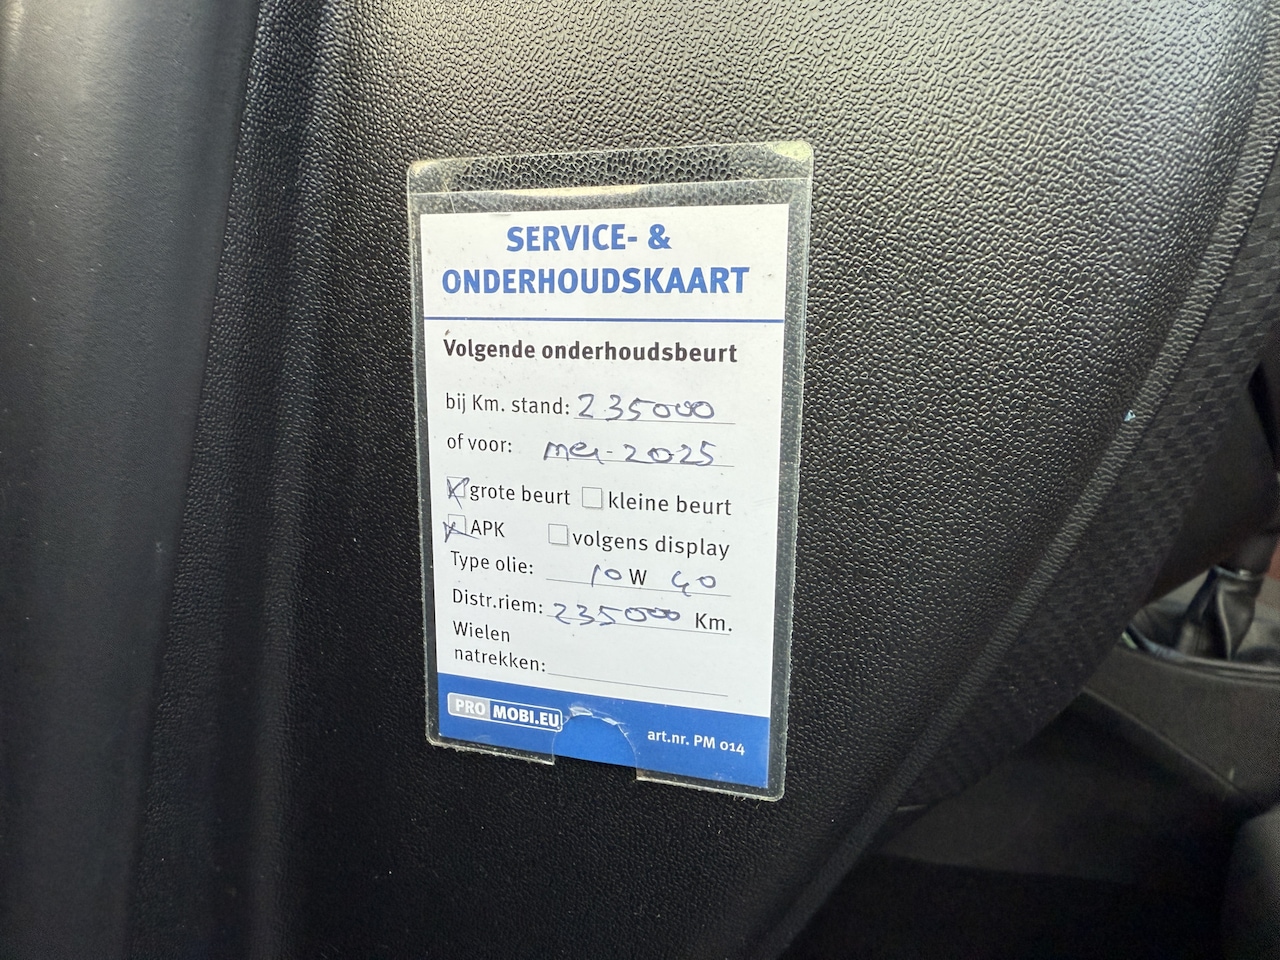 SERVICE- &
ONDERHOUDSKAART
Volgende onderhoudsbeurt
bij Km. stand: 235000
of voor: mei-2025
grote beurt kleine beurt
APK volgens display
Type olie: 10 W 40
Distr.riem: 235000 Km.
Wielen
natrekken:
PRO MOBI.EU art.nr. PM 014